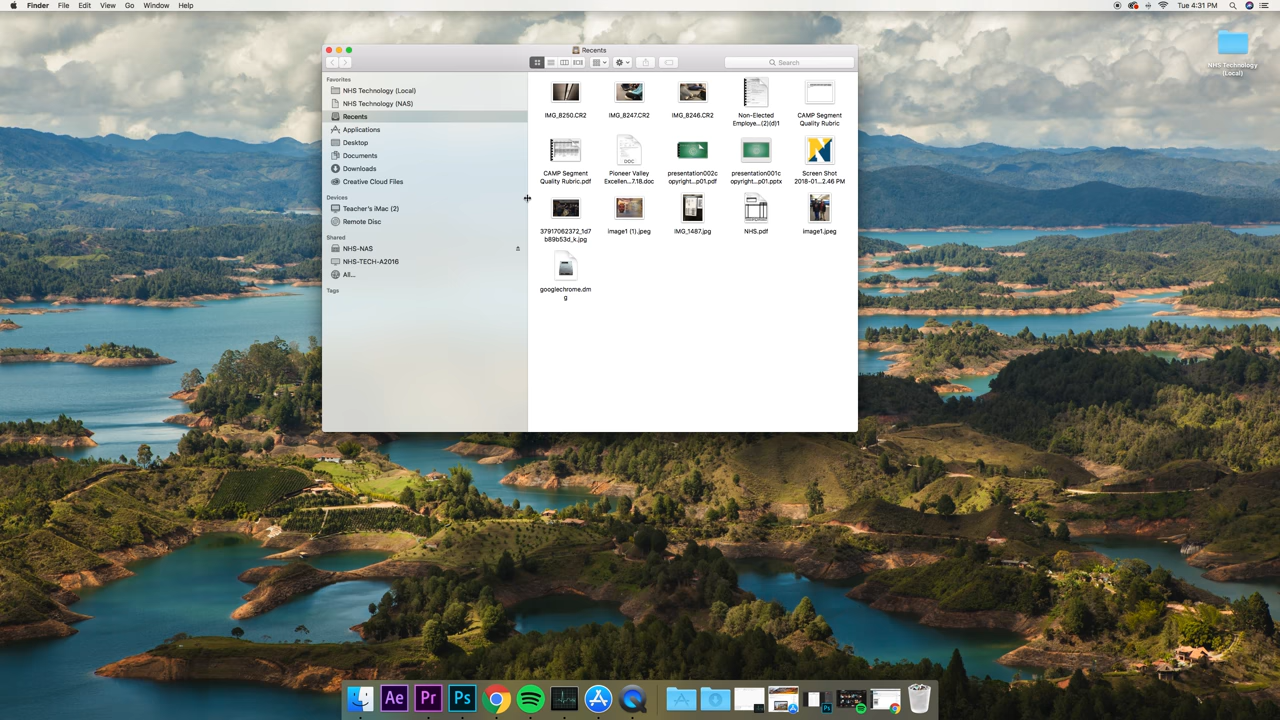 Finder File Edit View Go Window Help
Tue 4:31 PM
NHS Technology
(Local)
Recents
Search
Favorites
NHS Technology (Local)
NHS Technology (NAS)
Recents
Applications
Desktop
Documents
Downloads
Creative Cloud Files
Devices
Teacher's iMac (2)
Remote Disc
Shared
NHS-NAS
NHS-TECH-A2016
All...
Tags
IMG_8250.CR2
IMG_8247.CR2
IMG_8246.CR2
Non-Elected
Employe...(2)(d)1
CAMP Segment
Quality Rubric
CAMP Segment
Quality Rubric.pdf
DOC
Pioneer Valley
Excellen...7.18.doc
presentation002c
opyright...p01.pdf
presentation001c
opyright...p01.pptx
Screen Shot
2018-01...2.46 PM
37917062372_1d7
b89b53d_k.jpg
image1 (1).jpeg
IMG_1487.jpg
NHS.pdf
image1.jpeg
googlechrome.dm
g
Ae
Pr
Ps